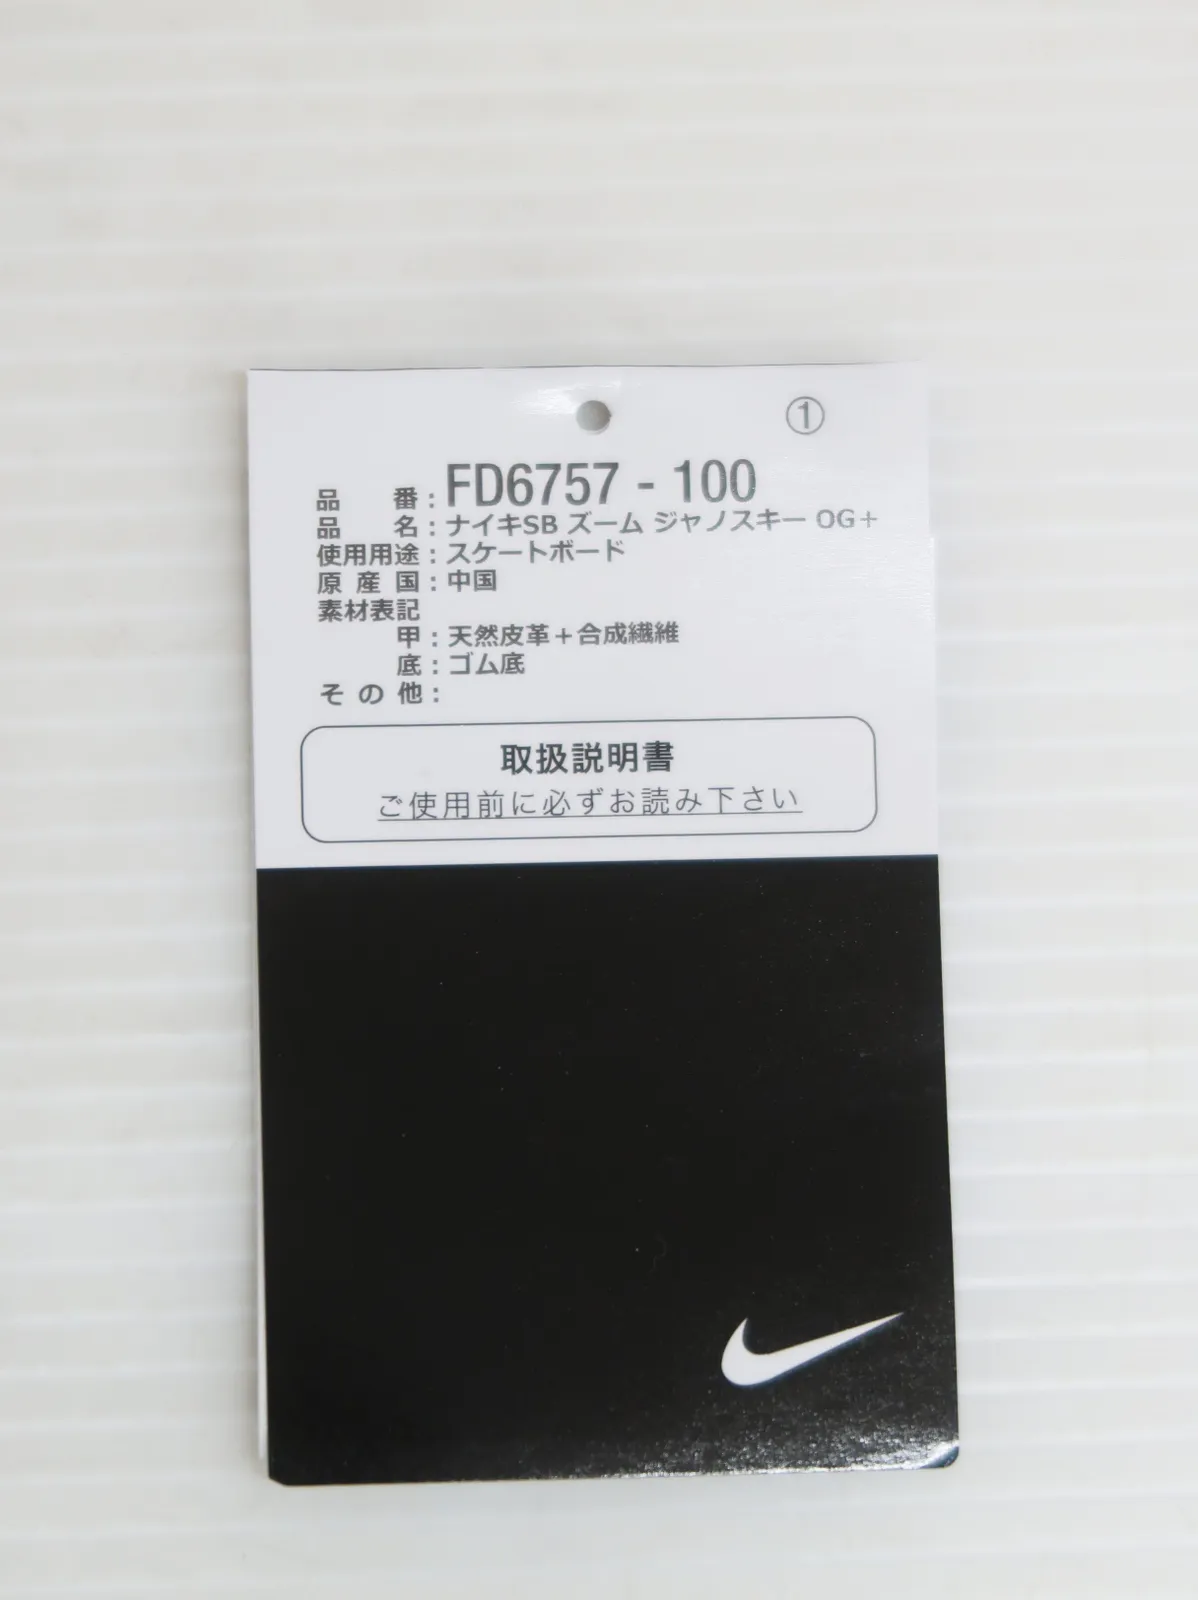 ①
品番:FD6757-100
品名:ナイキSB ズーム ジャノスキー OG+
使用用途:スケートボード
原産国:中国
素材表記
甲:天然皮革+合成繊維
底:ゴム底
その他:
取扱説明書
ご使用前に必ずお読み下さい